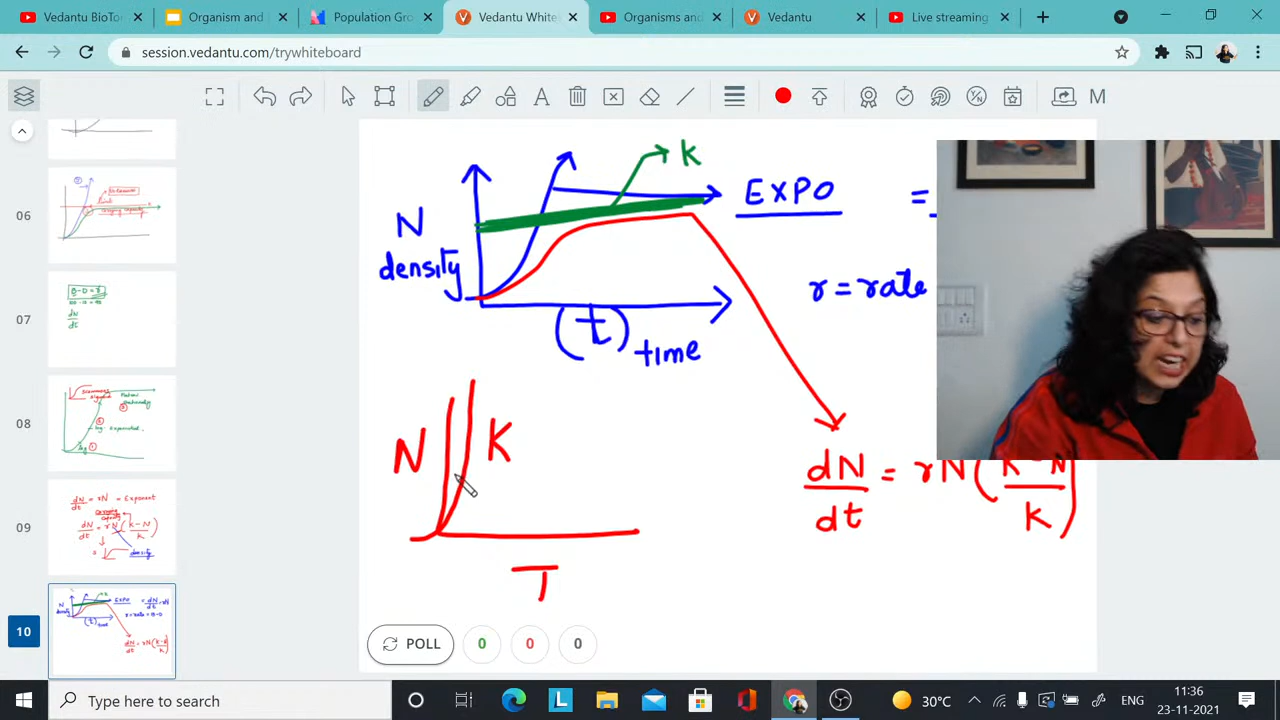 Vedantu BioTo
Organism and
Population Gro
Vedantu White
Organisms and
Vedantu
Live streaming
session.vedantu.com/trywhiteboard
M
06
07
08
09
10
N
density
K
EXPO
=
r = rate
(t) time
N
K
T
dN/dt = rN(K-N/K)
POLL
0
0
0
Type here to search
30°C
ENG
11:36
23-11-2021